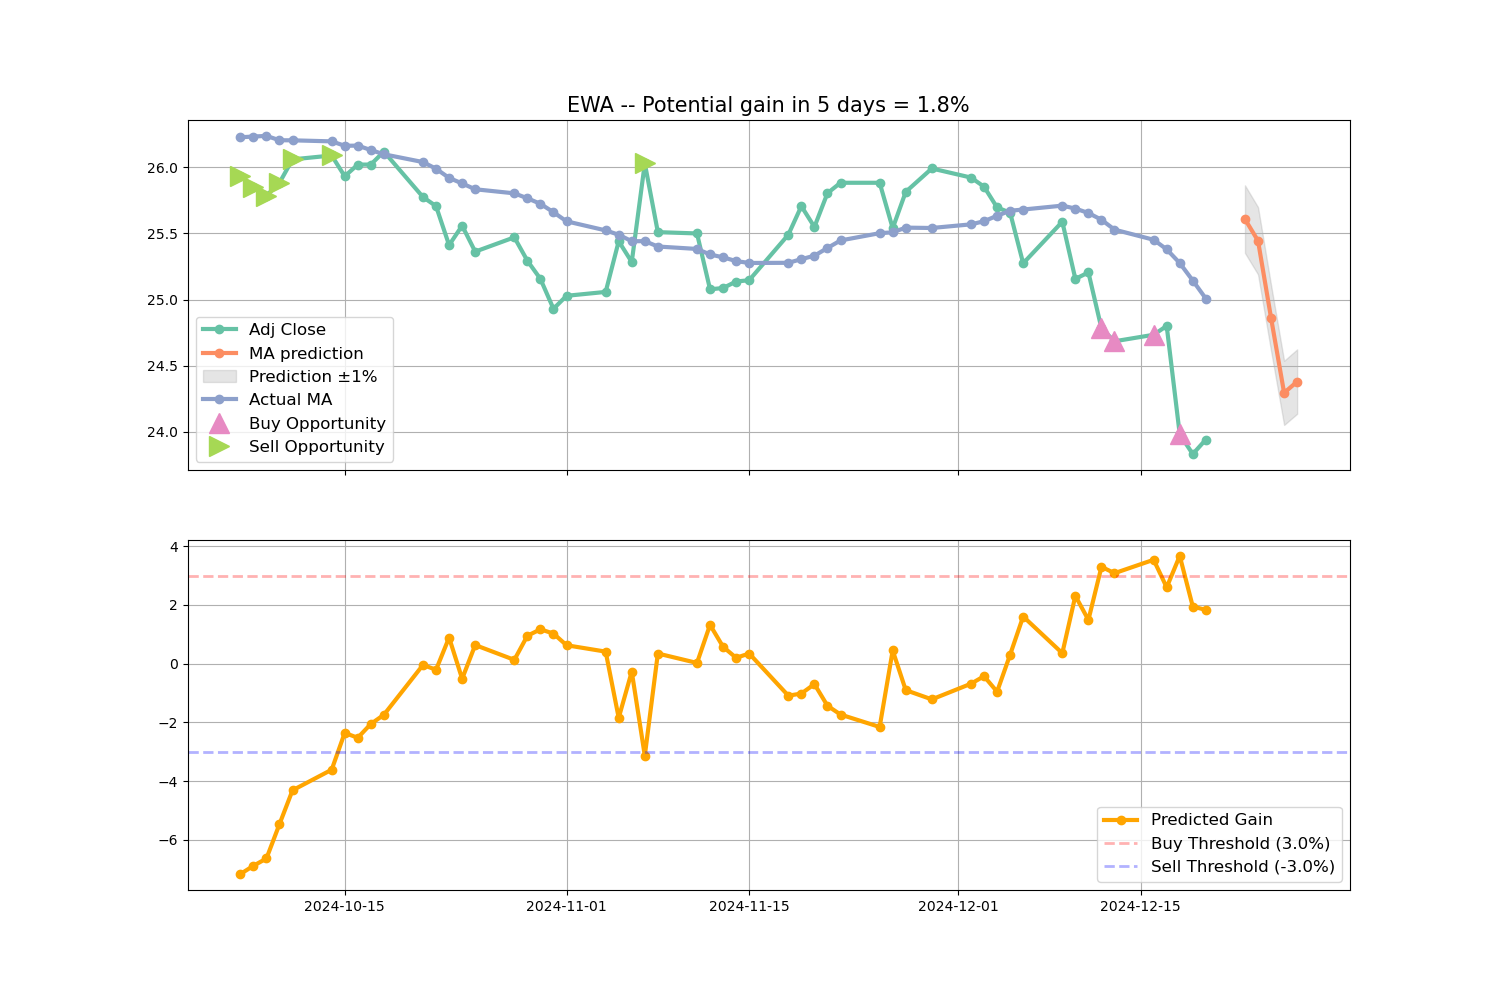 EWA -- Potential gain in 5 days = 1.8%
26.0
25.5
25.0
24.5
24.0
Adj Close
MA prediction
Prediction ±1%
Actual MA
Buy Opportunity
Sell Opportunity
4
2
0
−2
−4
−6
Predicted Gain
Buy Threshold (3.0%)
Sell Threshold (-3.0%)
2024-10-15
2024-11-01
2024-11-15
2024-12-01
2024-12-15